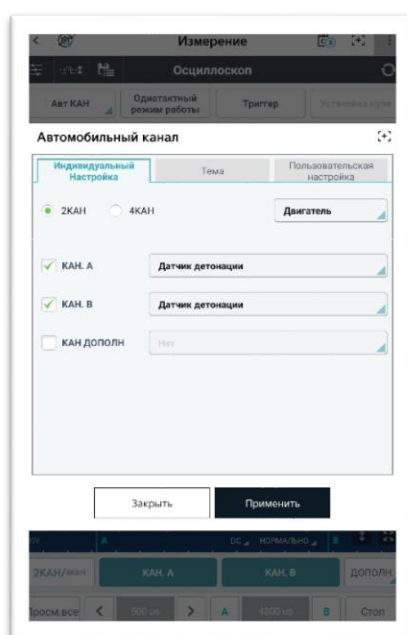 Измерение
Осциллоскоп
Авт КАН
Однотактный
режим работы
Триггер
Установка нуля
Автомобильный канал
Индивидуальный
Настройка
Тема
Пользовательская
настройка
2КАН
4КАН
Двигатель
КАН. А
Датчик детонации
КАН. В
Датчик детонации
КАН ДОПОЛН
Нет
Закрыть
Применить
A
DC
НОРМАЛЬНО
B
2КАН/4КАН
КАН. А
КАН. В
ДОПОЛН.
Просм.все
500 us
A
4800 us
B
Стоп